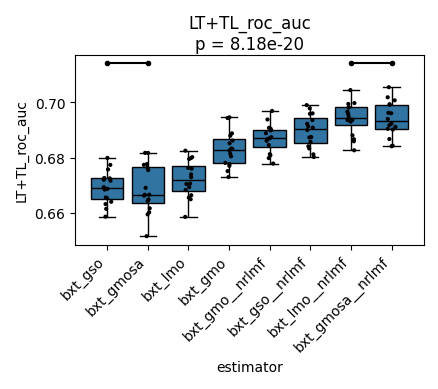 LT+TL_roc_auc
p = 8.18e-20
LT+TL_roc_auc
0.70
0.68
0.66
bxt_gso
bxt_gmosa
bxt_lmo
bxt_gmo
bxt_gmo__nrlmf
bxt_gso__nrlmf
bxt_lmo__nrlmf
bxt_gmosa__nrlmf
estimator